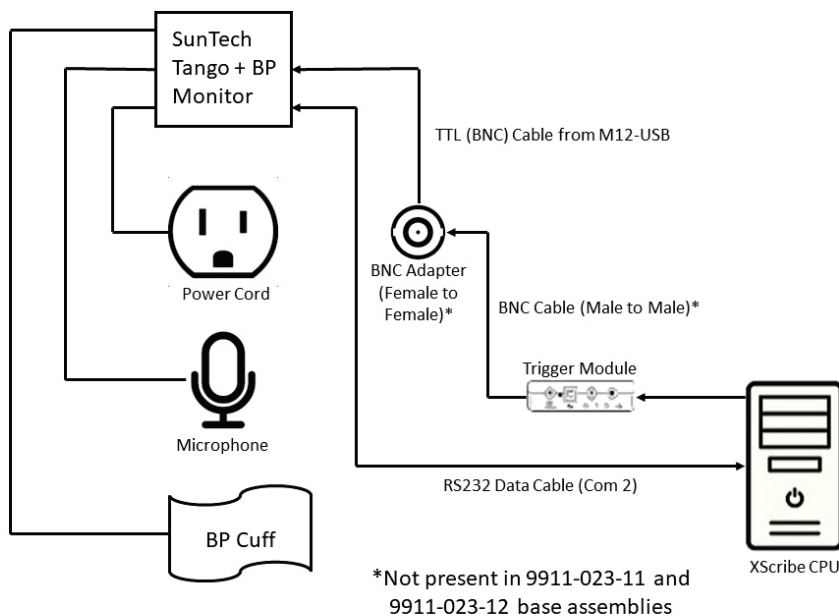 SunTech
Tango + BP
Monitor
TTL (BNC) Cable from M12-USB
BNC Adapter
(Female to
Female)*
Power Cord
BNC Cable (Male to Male)*
Trigger Module
Microphone
RS232 Data Cable (Com 2)
BP Cuff
XScribe CPU
*Not present in 9911-023-11 and
9911-023-12 base assemblies